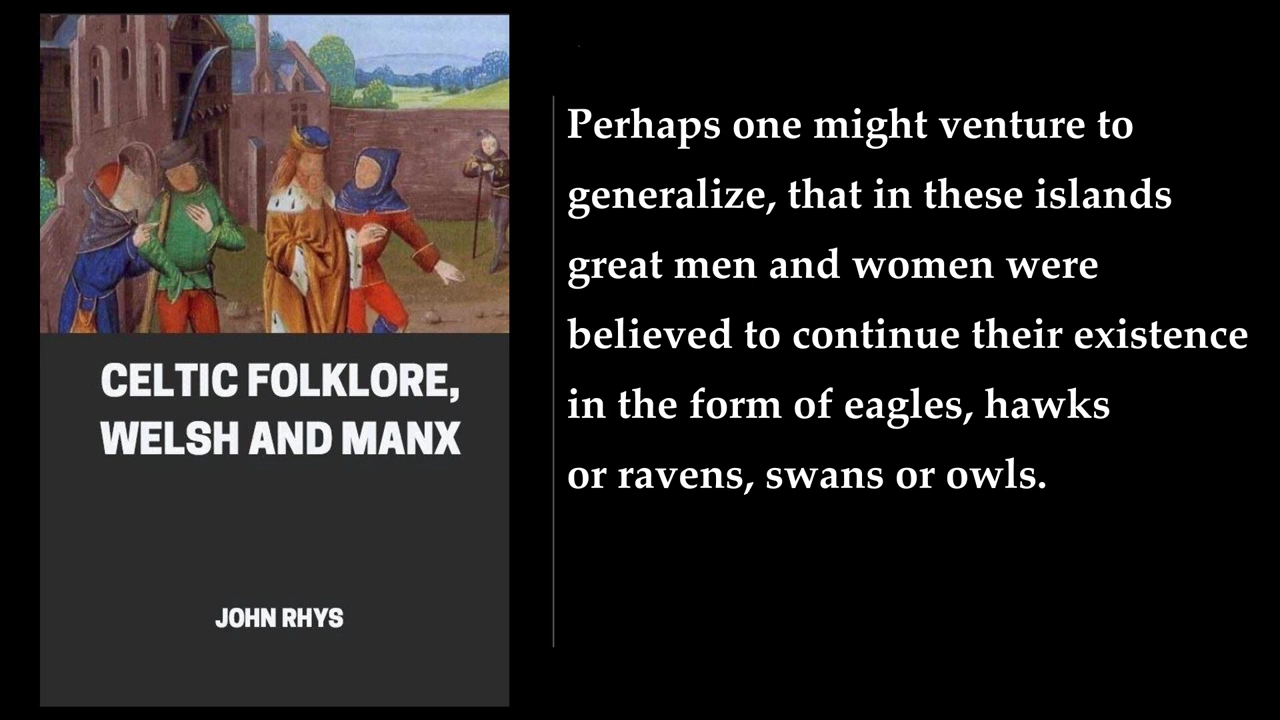 CELTIC FOLKLORE,
WELSH AND MANX
JOHN RHYS
Perhaps one might venture to
generalize, that in these islands
great men and women were
believed to continue their existence
in the form of eagles, hawks
or ravens, swans or owls.